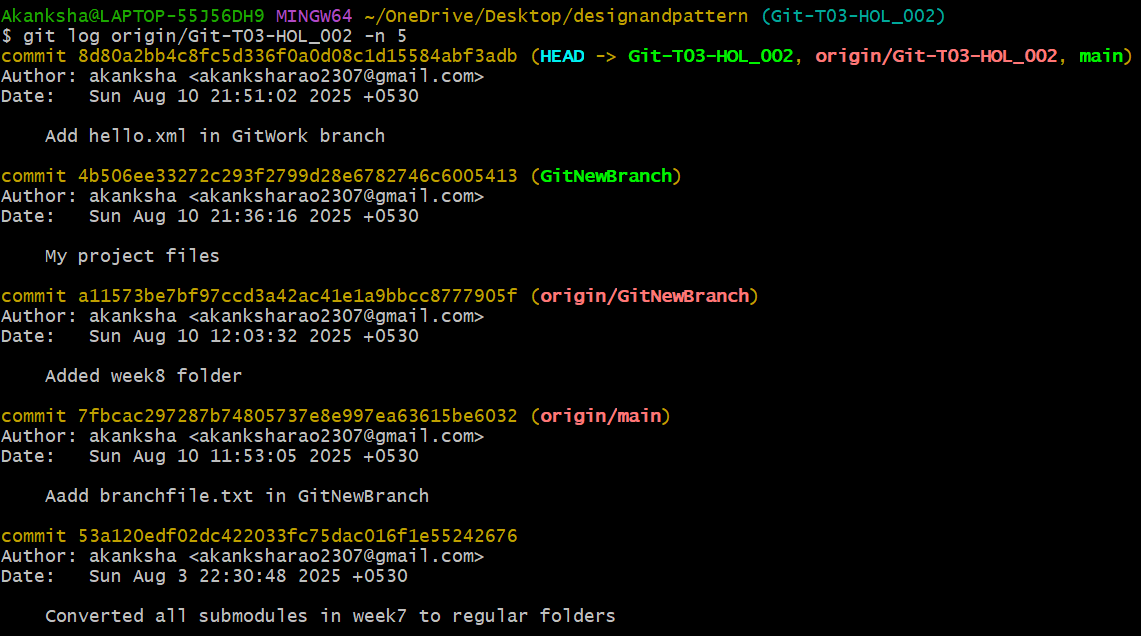 Akanksha@LAPTOP-55J56DH9 MINGW64 ~/OneDrive/Desktop/designandpattern (Git-T03-HOL_002)
$ git log origin/Git-T03-HOL_002 -n 5
commit 8d80a2bb4c8fc5d336f0a0d08c1d15584abf3adb (HEAD -> Git-T03-HOL_002, origin/Git-T03-HOL_002, main)
Author: akanksha <akanksharao2307@gmail.com>
Date:   Sun Aug 10 21:51:02 2025 +0530

    Add hello.xml in GitWork branch

commit 4b506ee33272c293f2799d28e6782746c6005413 (GitNewBranch)
Author: akanksha <akanksharao2307@gmail.com>
Date:   Sun Aug 10 21:36:16 2025 +0530

    My project files

commit a11573be7bf97ccd3a42ac41e1a9bbcc8777905f (origin/GitNewBranch)
Author: akanksha <akanksharao2307@gmail.com>
Date:   Sun Aug 10 12:03:32 2025 +0530

    Added week8 folder

commit 7fbcac297287b74805737e8e997ea63615be6032 (origin/main)
Author: akanksha <akanksharao2307@gmail.com>
Date:   Sun Aug 10 11:53:05 2025 +0530

    Aadd branchfile.txt in GitNewBranch

commit 53a120edf02dc422033fc75dac016f1e55242676
Author: akanksha <akanksharao2307@gmail.com>
Date:   Sun Aug 3 22:30:48 2025 +0530

    Converted all submodules in week7 to regular folders